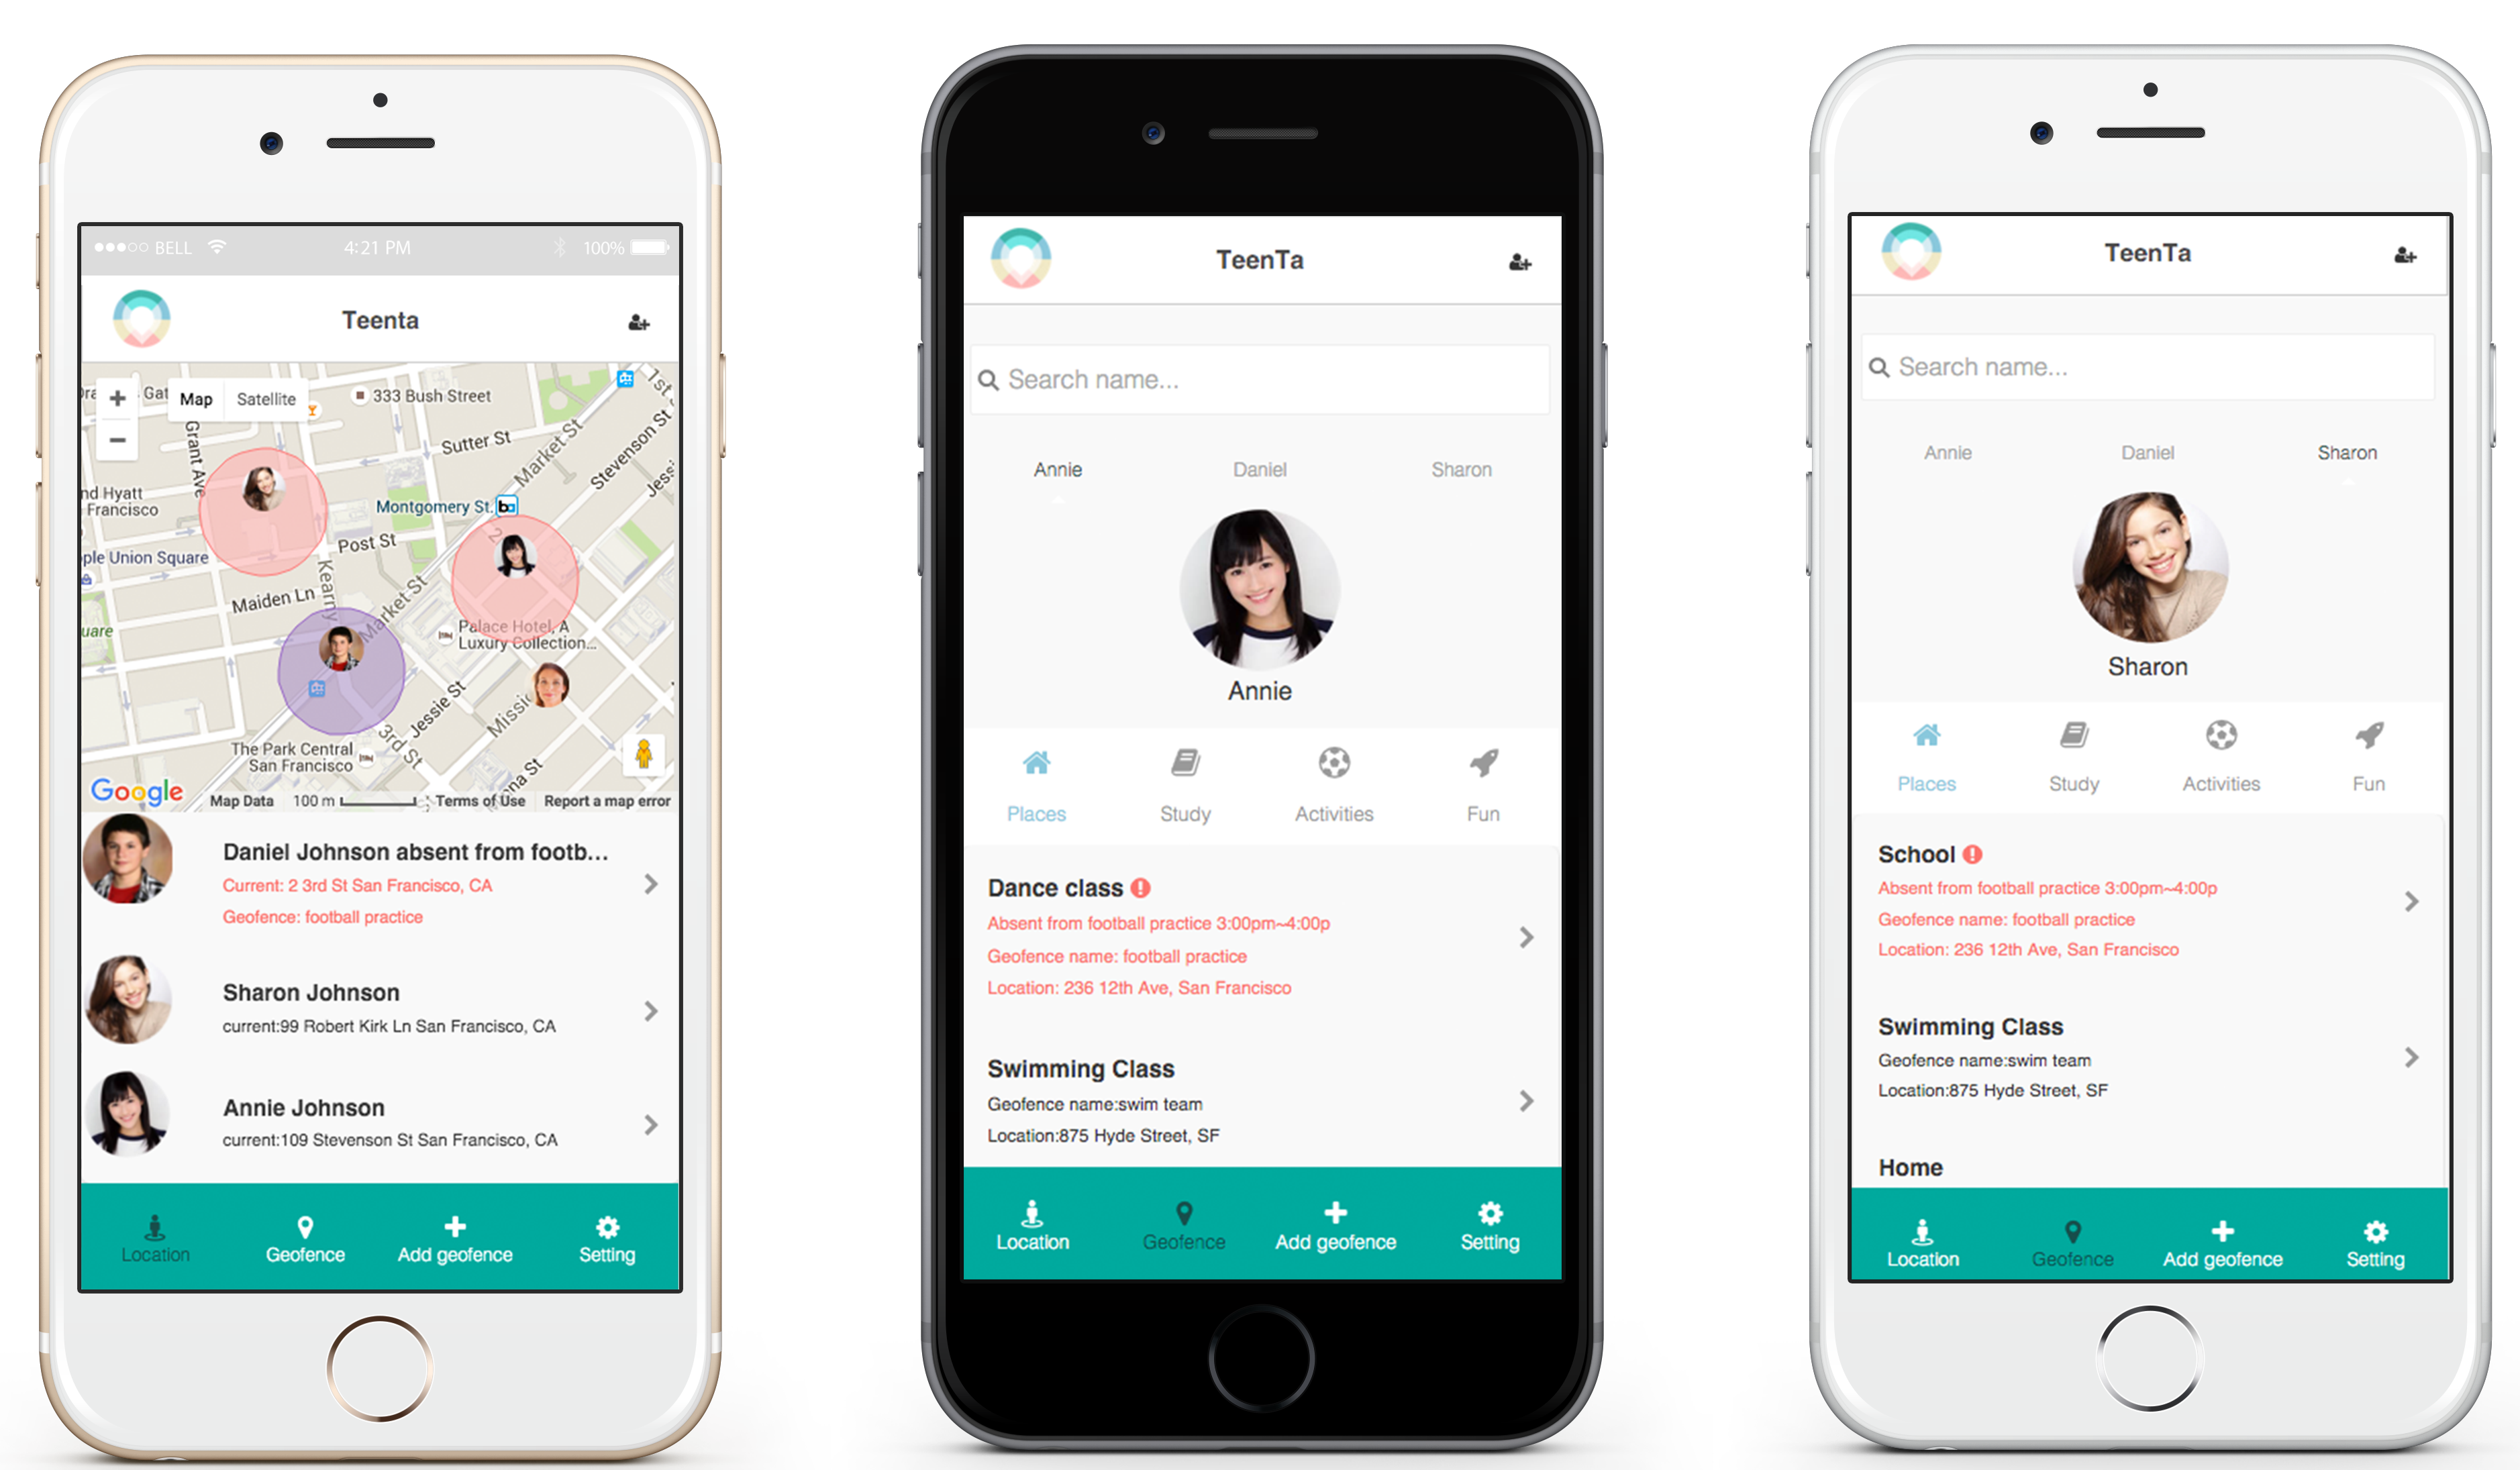 BELL
4:21 PM
100%
Teenta
Gat
Map
Satellite
333 Bush Street
1st
Grant Ave
Sutter St
Market St
Stevenson St
nd Hyatt
Francisco
Montgomery St.
Post St
ple Union Square
Kearny
Maiden Ln
Market St
uare
Palace Hotel, A
Luxury Collection...
Jessie St
Missio
The Park Central
San Francisco
3rd St
na St
Google
Map Data
100 m
Terms of Use
Report a map error
Daniel Johnson absent from footb...
Current: 2 3rd St San Francisco, CA
Geofence: football practice
Sharon Johnson
current:99 Robert Kirk Ln San Francisco, CA
Annie Johnson
current:109 Stevenson St San Francisco, CA
Location
Geofence
Add geofence
Setting
TeenTa
Search name...
Annie
Daniel
Sharon
Annie
Places
Study
Activities
Fun
Dance class
Absent from football practice 3:00pm~4:00p
Geofence name: football practice
Location: 236 12th Ave, San Francisco
Swimming Class
Geofence name:swim team
Location:875 Hyde Street, SF
Location
Geofence
Add geofence
Setting
TeenTa
Search name...
Annie
Daniel
Sharon
Sharon
Places
Study
Activities
Fun
School
Absent from football practice 3:00pm~4:00p
Geofence name: football practice
Location: 236 12th Ave, San Francisco
Swimming Class
Geofence name:swim team
Location:875 Hyde Street, SF
Home
Location
Geofence
Add geofence
Setting